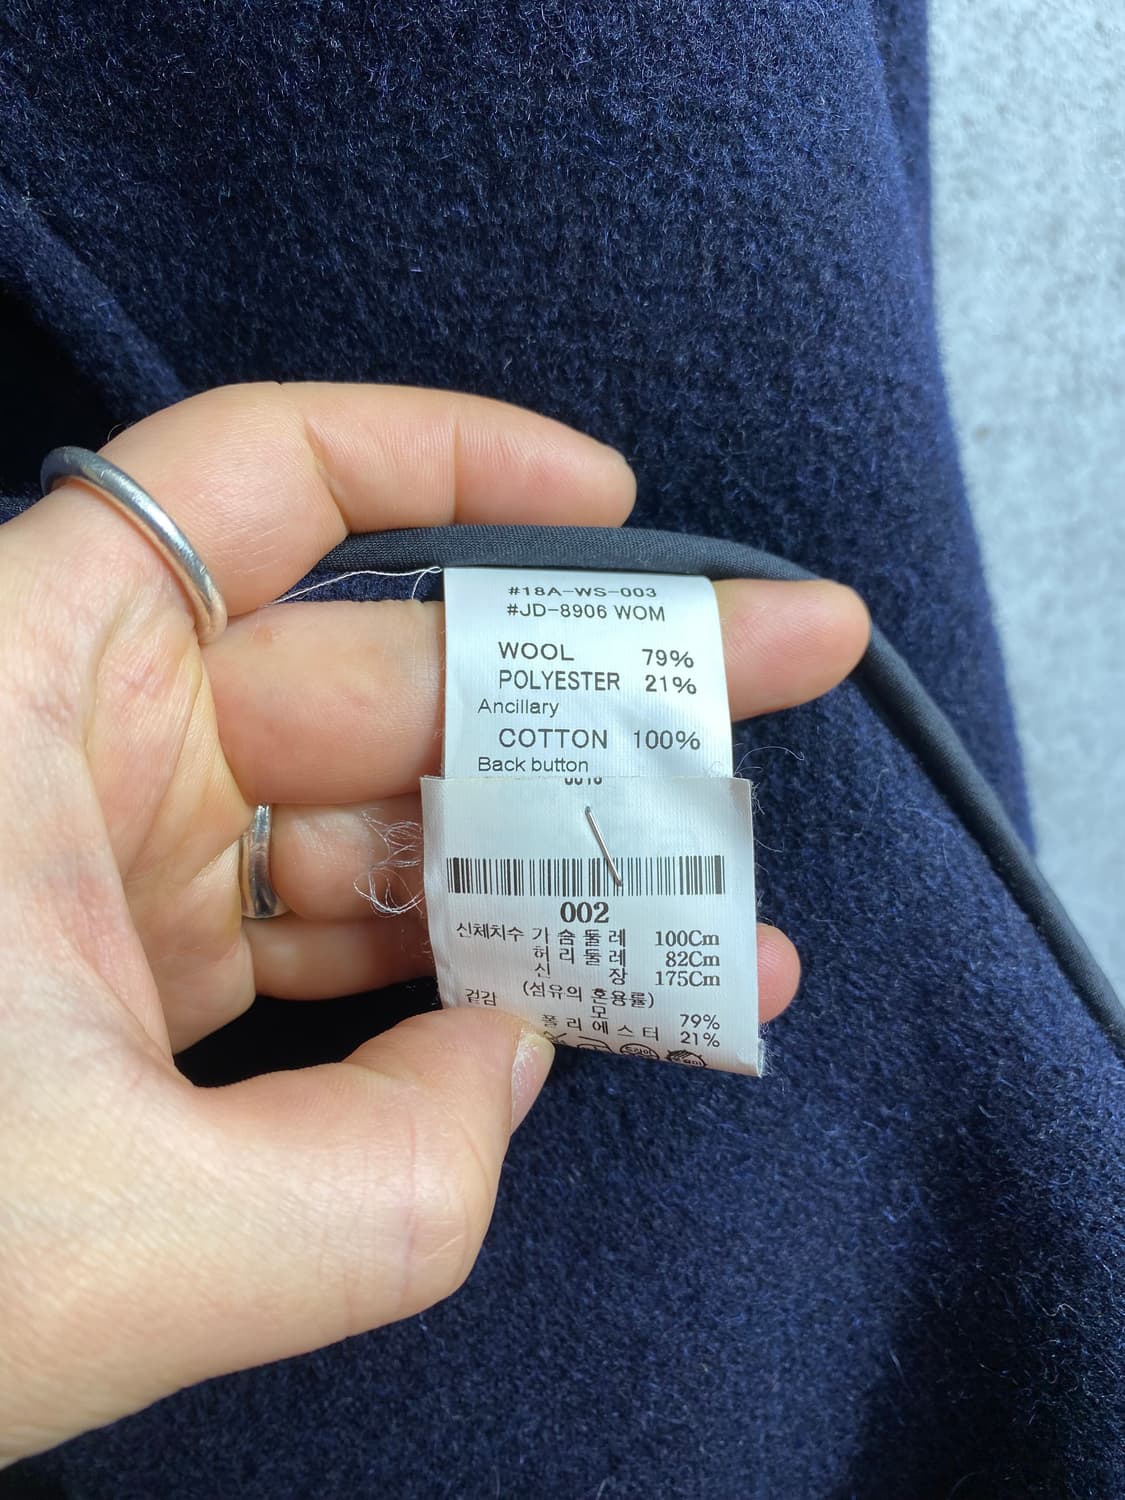 #18A-WS-003
#JD-8906 WOM
WOOL 79%
POLYESTER 21%
Ancillary
COTTON 100%
Back button
002
신체치수 가슴둘레 100Cm
허리둘레 82Cm
신장 175Cm
(섬유의 혼용률)
겉감
모 79%
폴리에스터 21%